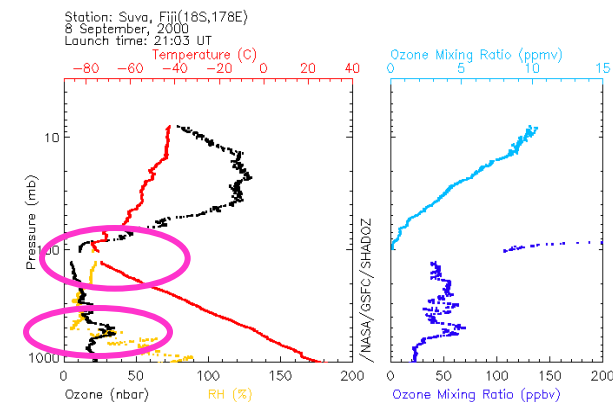 Station: Suva, Fiji(18S,178E)
8 September, 2000
Launch time: 21:03 UT
Temperature (C)
-80 -60 -40 -20 0 20 40
Ozone Mixing Ratio (ppmv)
0 5 10 15
Pressure (mb)
10
100
1000
0 50 100 150 200
Ozone (nbar)
RH (%)
/NASA/GSFC/SHADOZ
0 50 100 150 200
Ozone Mixing Ratio (ppbv)